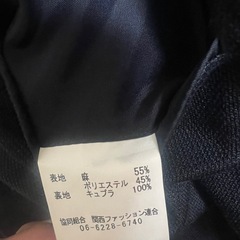 表地 麻 55%
ポリエステル 45%
裏地 キュプラ 100%
協同組合 関西ファッション連合
06-6228-6740